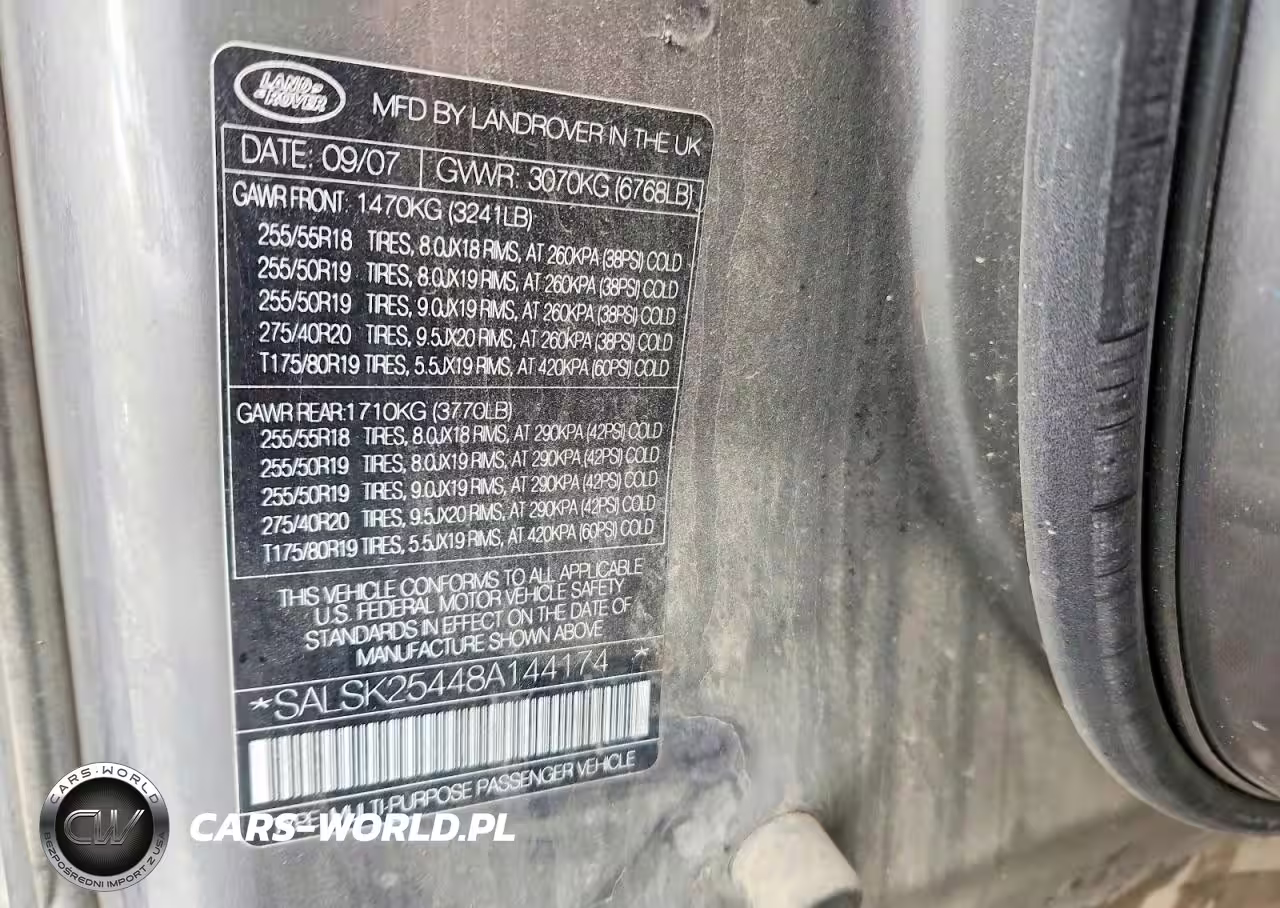 LAND ROVER
MFD BY LANDROVER IN THE UK
DATE: 09/07 GVWR: 3070KG (6768LB)
GAWR FRONT 1470KG (3241LB)
255/55R18 TIRES, 8.0JX18 RIMS, AT 260KPA (38PSI) COLD
255/50R19 TIRES, 8.0JX19 RIMS, AT 260KPA (38PSI) COLD
255/50R19 TIRES, 9.0JX19 RIMS, AT 260KPA (38PSI) COLD
275/40R20 TIRES, 9.5JX20 RIMS, AT 260KPA (38PSI) COLD
T175/80R19 TIRES, 5.5JX19 RIMS, AT 420KPA (60PSI) COLD
GAWR REAR:1710KG (3770LB)
255/55R18 TIRES, 8.0JX18 RIMS, AT 290KPA (42PSI) COLD
255/50R19 TIRES, 8.0JX19 RIMS, AT 290KPA (42PSI) COLD
255/50R19 TIRES, 9.0JX19 RIMS, AT 290KPA (42PSI) COLD
275/40R20 TIRES, 9.5JX20 RIMS, AT 290KPA (42PSI) COLD
T175/80R19 TIRES, 5.5JX19 RIMS, AT 420KPA (60PSI) COLD
THIS VEHICLE CONFORMS TO ALL APPLICABLE
U.S. FEDERAL MOTOR VEHICLE SAFETY
STANDARDS IN EFFECT ON THE DATE OF
MANUFACTURE SHOWN ABOVE
*SALSK25448A144174 *
MULTI-PURPOSE PASSENGER VEHICLE
CARS-WORLD
CW
BEZPOŚREDNI IMPORT Z USA
CARS-WORLD.PL